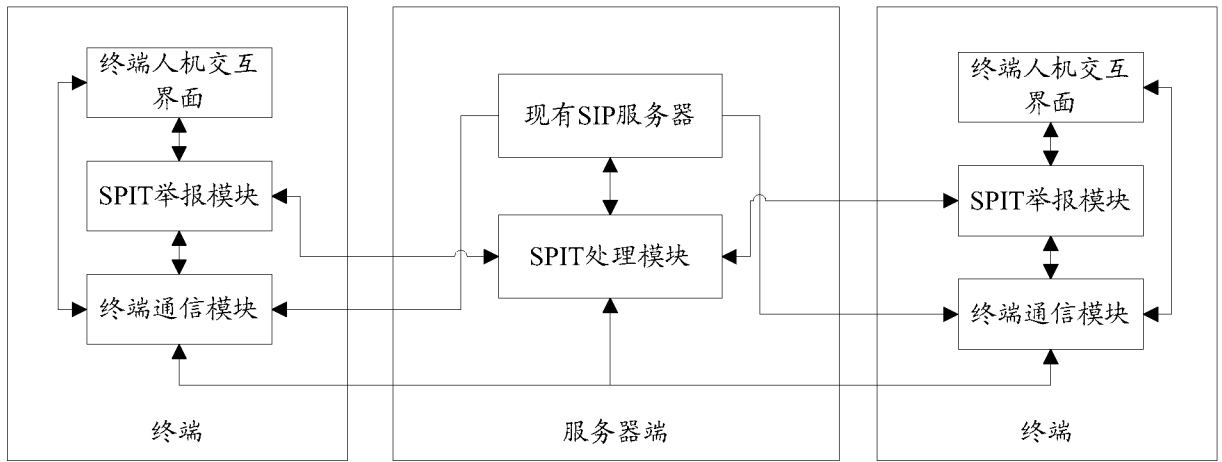 终端人机交互
界面
SPIT举报模块
终端通信模块
终端
现有SIP服务器
SPIT处理模块
服务器端
终端人机交互
界面
SPIT举报模块
终端通信模块
终端